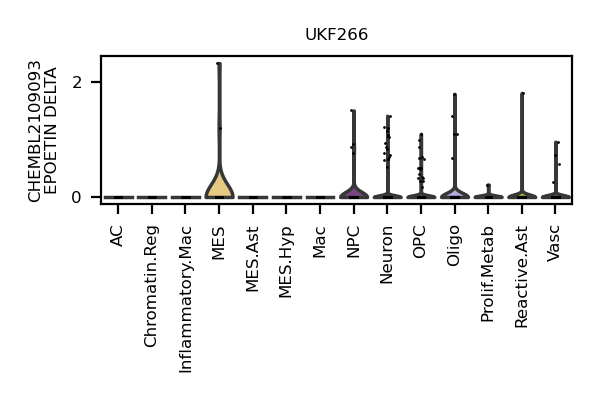 UKF266
CHEMBL2109093
EPOETIN DELTA
2
0
AC
Chromatin.Reg
Inflammatory.Mac
MES
MES.Ast
MES.Hyp
Mac
NPC
Neuron
OPC
Oligo
Prolif.Metab
Reactive.Ast
Vasc